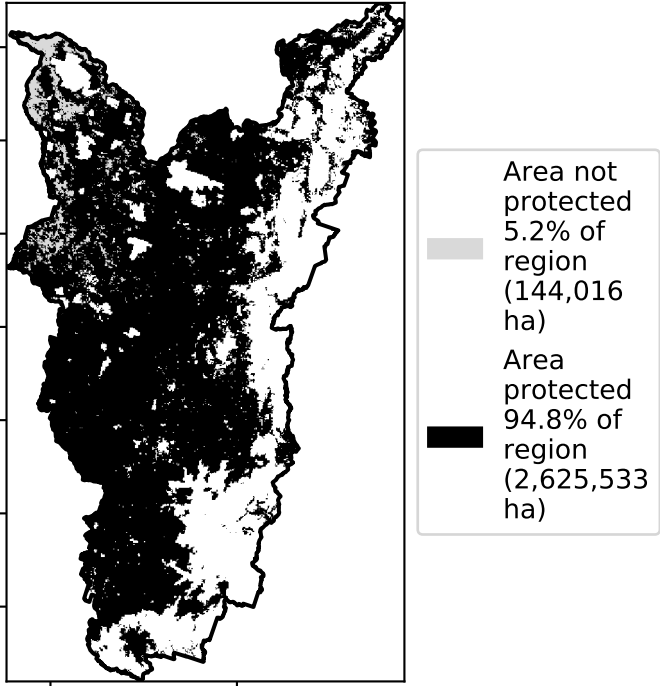 Area not
protected
5.2% of
region
(144,016
ha)
Area
protected
94.8% of
region
(2,625,533
ha)